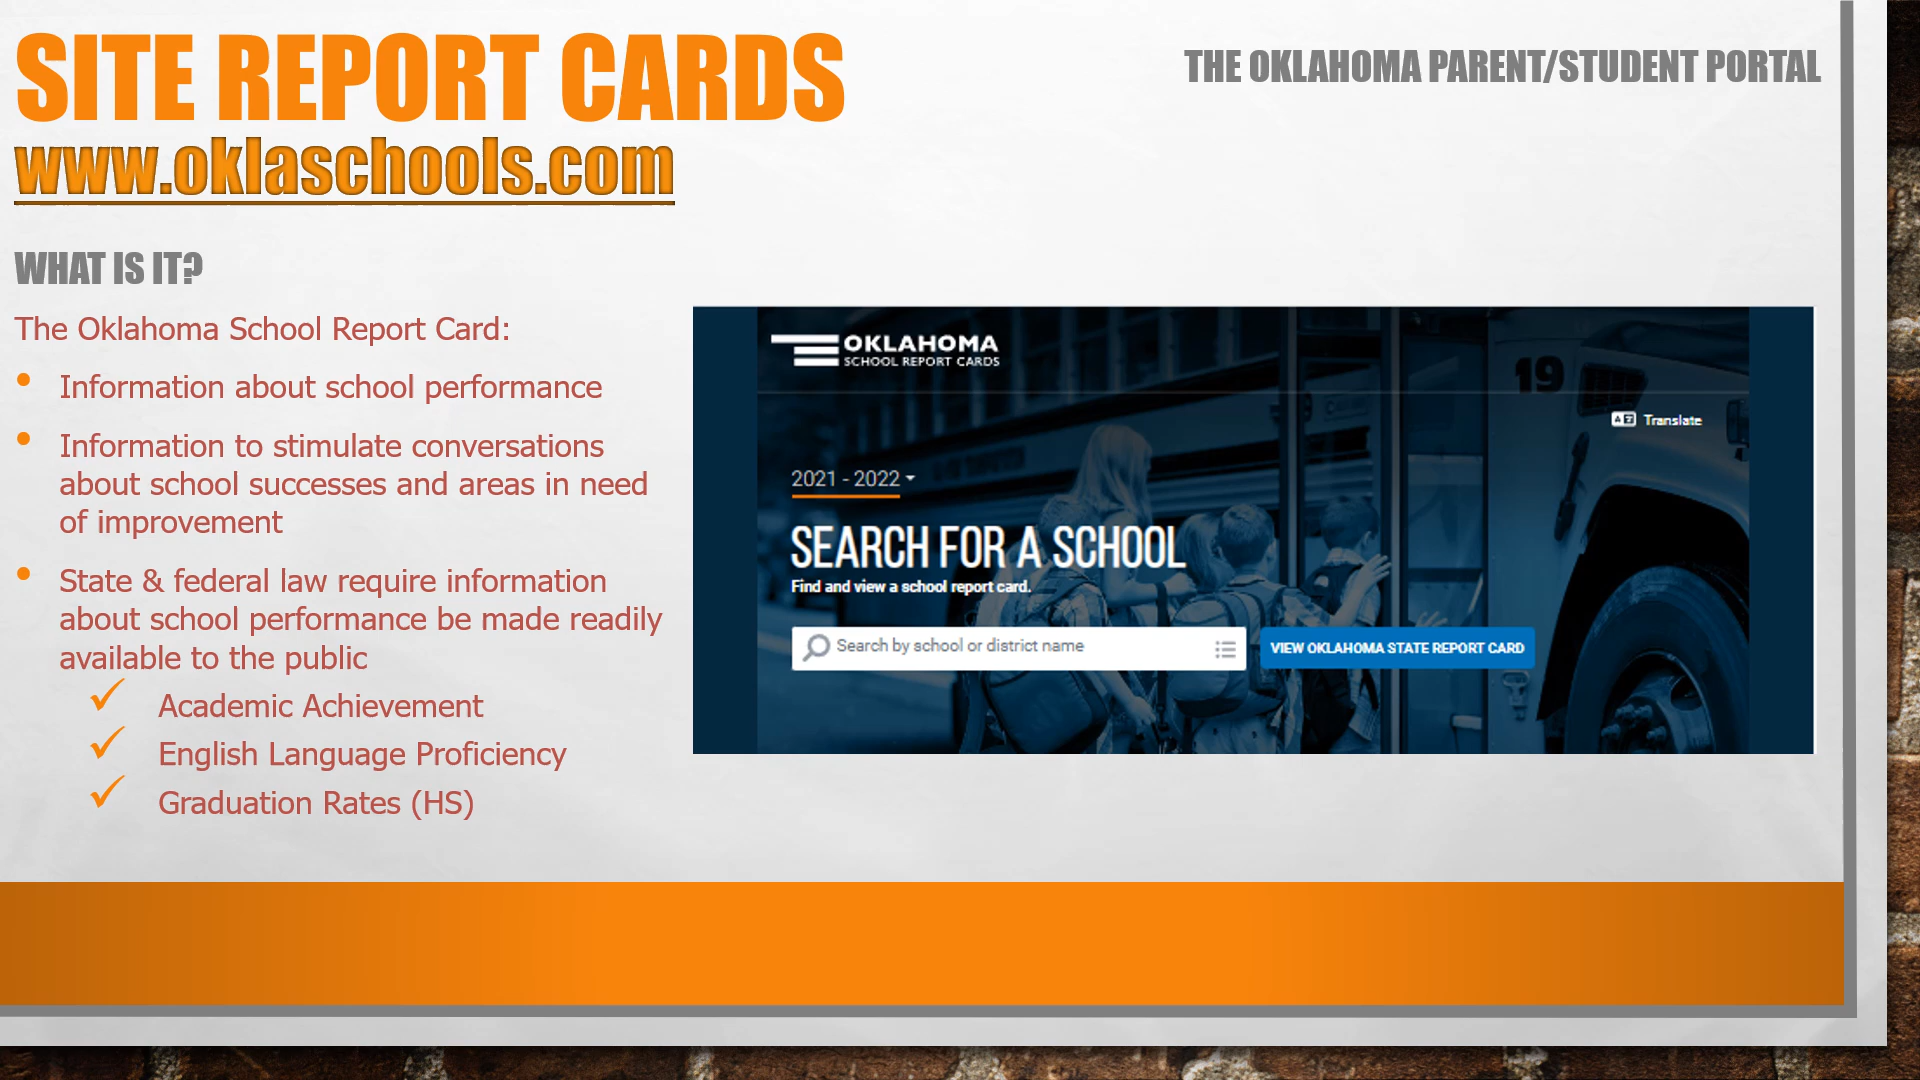 SITE REPORT CARDS
www.oklaschools.com
THE OKLAHOMA PARENT/STUDENT PORTAL
WHAT IS IT?
The Oklahoma School Report Card:
• Information about school performance
• Information to stimulate conversations
about school successes and areas in need
of improvement
• State & federal law require information
about school performance be made readily
available to the public
✓ Academic Achievement
✓ English Language Proficiency
✓ Graduation Rates (HS)
OKLAHOMA
SCHOOL REPORT CARDS
19
Translate
2021 - 2022
SEARCH FOR A SCHOOL
Find and view a school report card.
Search by school or district name
VIEW OKLAHOMA STATE REPORT CARD